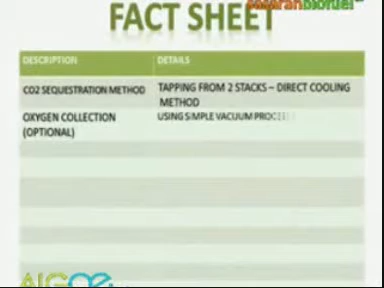 FACT SHEET
DESCRIPTION DETAILS
CO2 SEQUESTRATION METHOD TAPPING FROM 2 STACKS – DIRECT COOLING
METHOD
OXYGEN COLLECTION USING SIMPLE VACUUM PROCESS
(OPTIONAL)